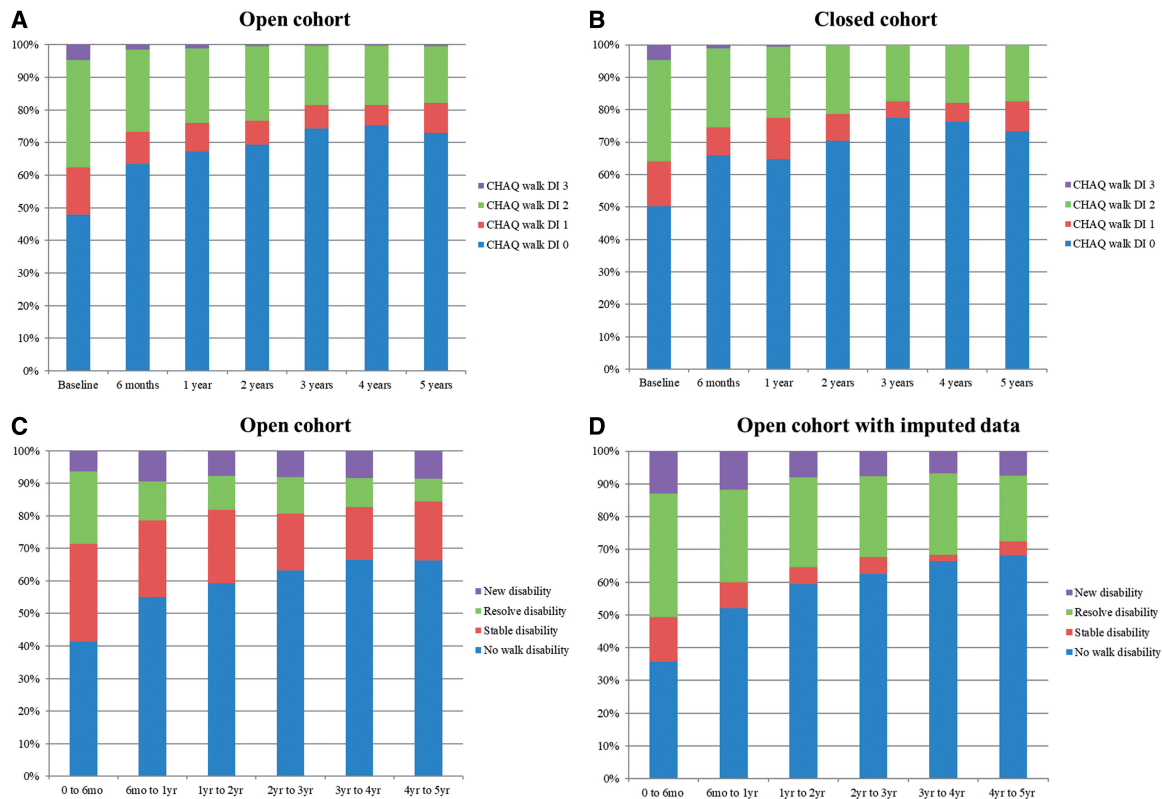 A
Open cohort
100%
90%
80%
70%
60%
50%
40%
30%
20%
10%
0%
Baseline 6 months 1 year 2 years 3 years 4 years 5 years
CHAQ walk DI 3
CHAQ walk DI 2
CHAQ walk DI 1
CHAQ walk DI 0
B
Closed cohort
100%
90%
80%
70%
60%
50%
40%
30%
20%
10%
0%
Baseline 6 months 1 year 2 years 3 years 4 years 5 years
CHAQ walk DI 3
CHAQ walk DI 2
CHAQ walk DI 1
CHAQ walk DI 0
C
Open cohort
100%
90%
80%
70%
60%
50%
40%
30%
20%
10%
0%
0 to 6mo 6mo to 1yr 1yr to 2yr 2yr to 3yr 3yr to 4yr 4yr to 5yr
New disability
Resolve disability
Stable disability
No walk disability
D
Open cohort with imputed data
100%
90%
80%
70%
60%
50%
40%
30%
20%
10%
0%
0 to 6mo 6mo to 1yr 1yr to 2yr 2yr to 3yr 3yr to 4yr 4yr to 5yr
New disability
Resolve disability
Stable disability
No walk disability